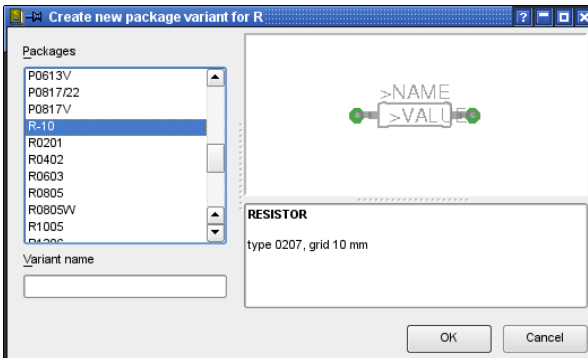 Create new package variant for R
Packages
P0613V
P0817/22
P0817V
R-10
R0201
R0402
R0603
R0805
R0805W
R1005
R1206
Variant name
>NAME
>VALUE
RESISTOR
type 0207, grid 10 mm
OK
Cancel